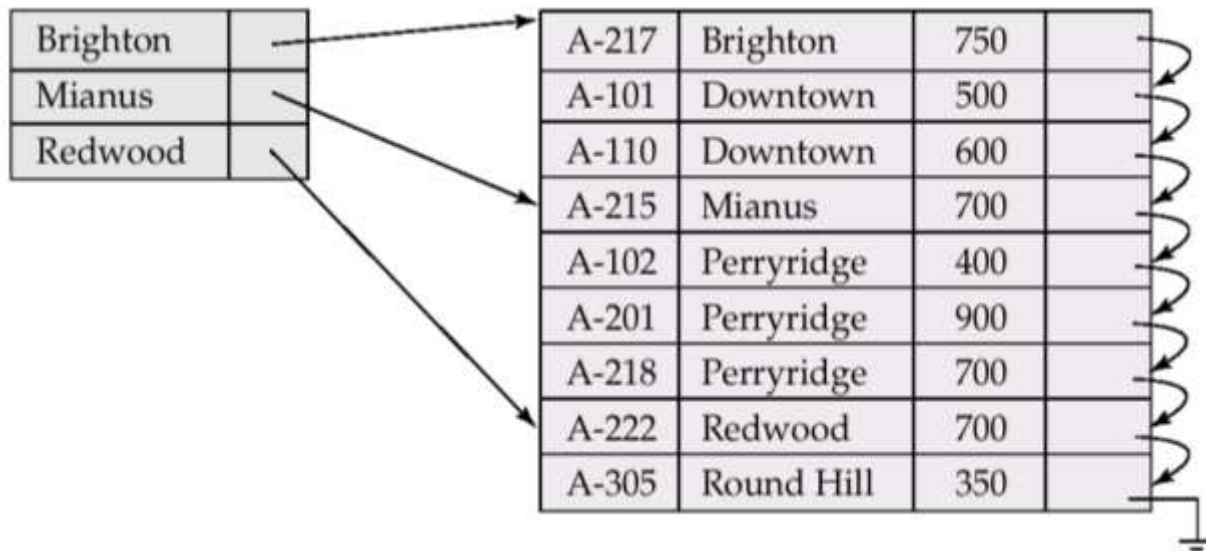 Brighton
Mianus
Redwood
A-217 Brighton 750
A-101 Downtown 500
A-110 Downtown 600
A-215 Mianus 700
A-102 Perryridge 400
A-201 Perryridge 900
A-218 Perryridge 700
A-222 Redwood 700
A-305 Round Hill 350